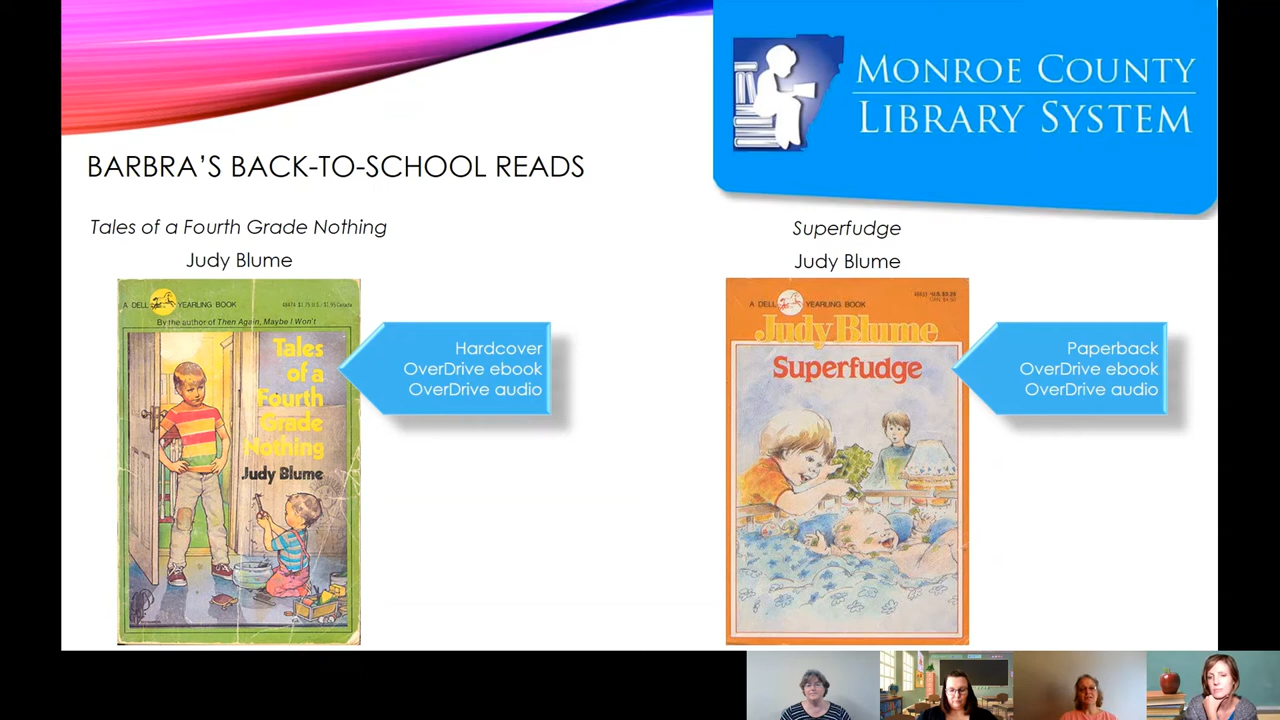 MONROE COUNTY
LIBRARY SYSTEM
BARBRA'S BACK-TO-SCHOOL READS
Tales of a Fourth Grade Nothing
Judy Blume
A DELL YEARLING BOOK
By the author of Then Again, Maybe I Won't
Tales
of a
Fourth
Grade
Nothing
Judy Blume
Hardcover
OverDrive ebook
OverDrive audio
Superfudge
Judy Blume
A DELL YEARLING BOOK
Judy Blume
Superfudge
Paperback
OverDrive ebook
OverDrive audio